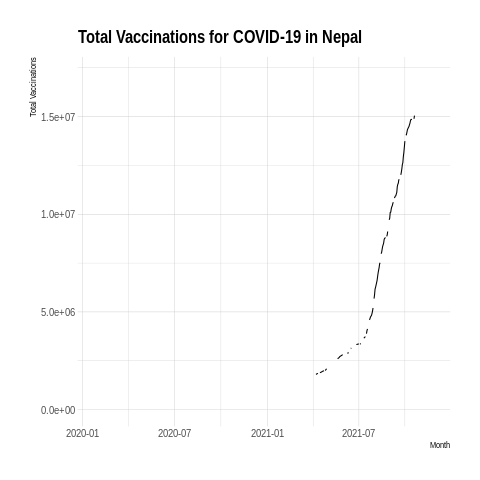 Total Vaccinations for COVID-19 in Nepal
Total Vaccinations
1.5e+07
1.0e+07
5.0e+06
0.0e+00
2020-01 2020-07 2021-01 2021-07
Month